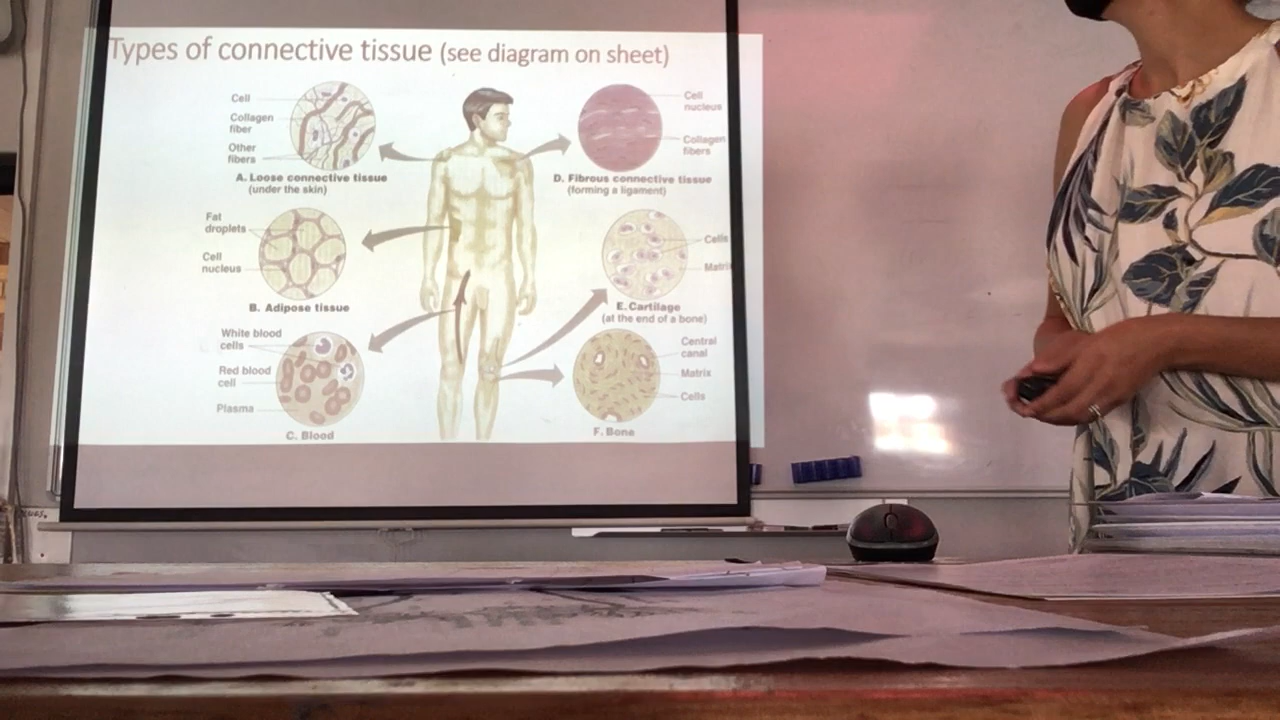 Types of connective tissue (see diagram on sheet)
Cell
Collagen
fiber
Other
fibers
A. Loose connective tissue
(under the skin)
Cell
nucleus
Collagen
fibers
D. Fibrous connective tissue
(forming a ligament)
Fat
droplets
Cell
nucleus
B. Adipose tissue
Cells
Matrix
E. Cartilage
(at the end of a bone)
White blood
cells
Red blood
cell
Plasma
C. Blood
Central
canal
Matrix
Cells
F. Bone